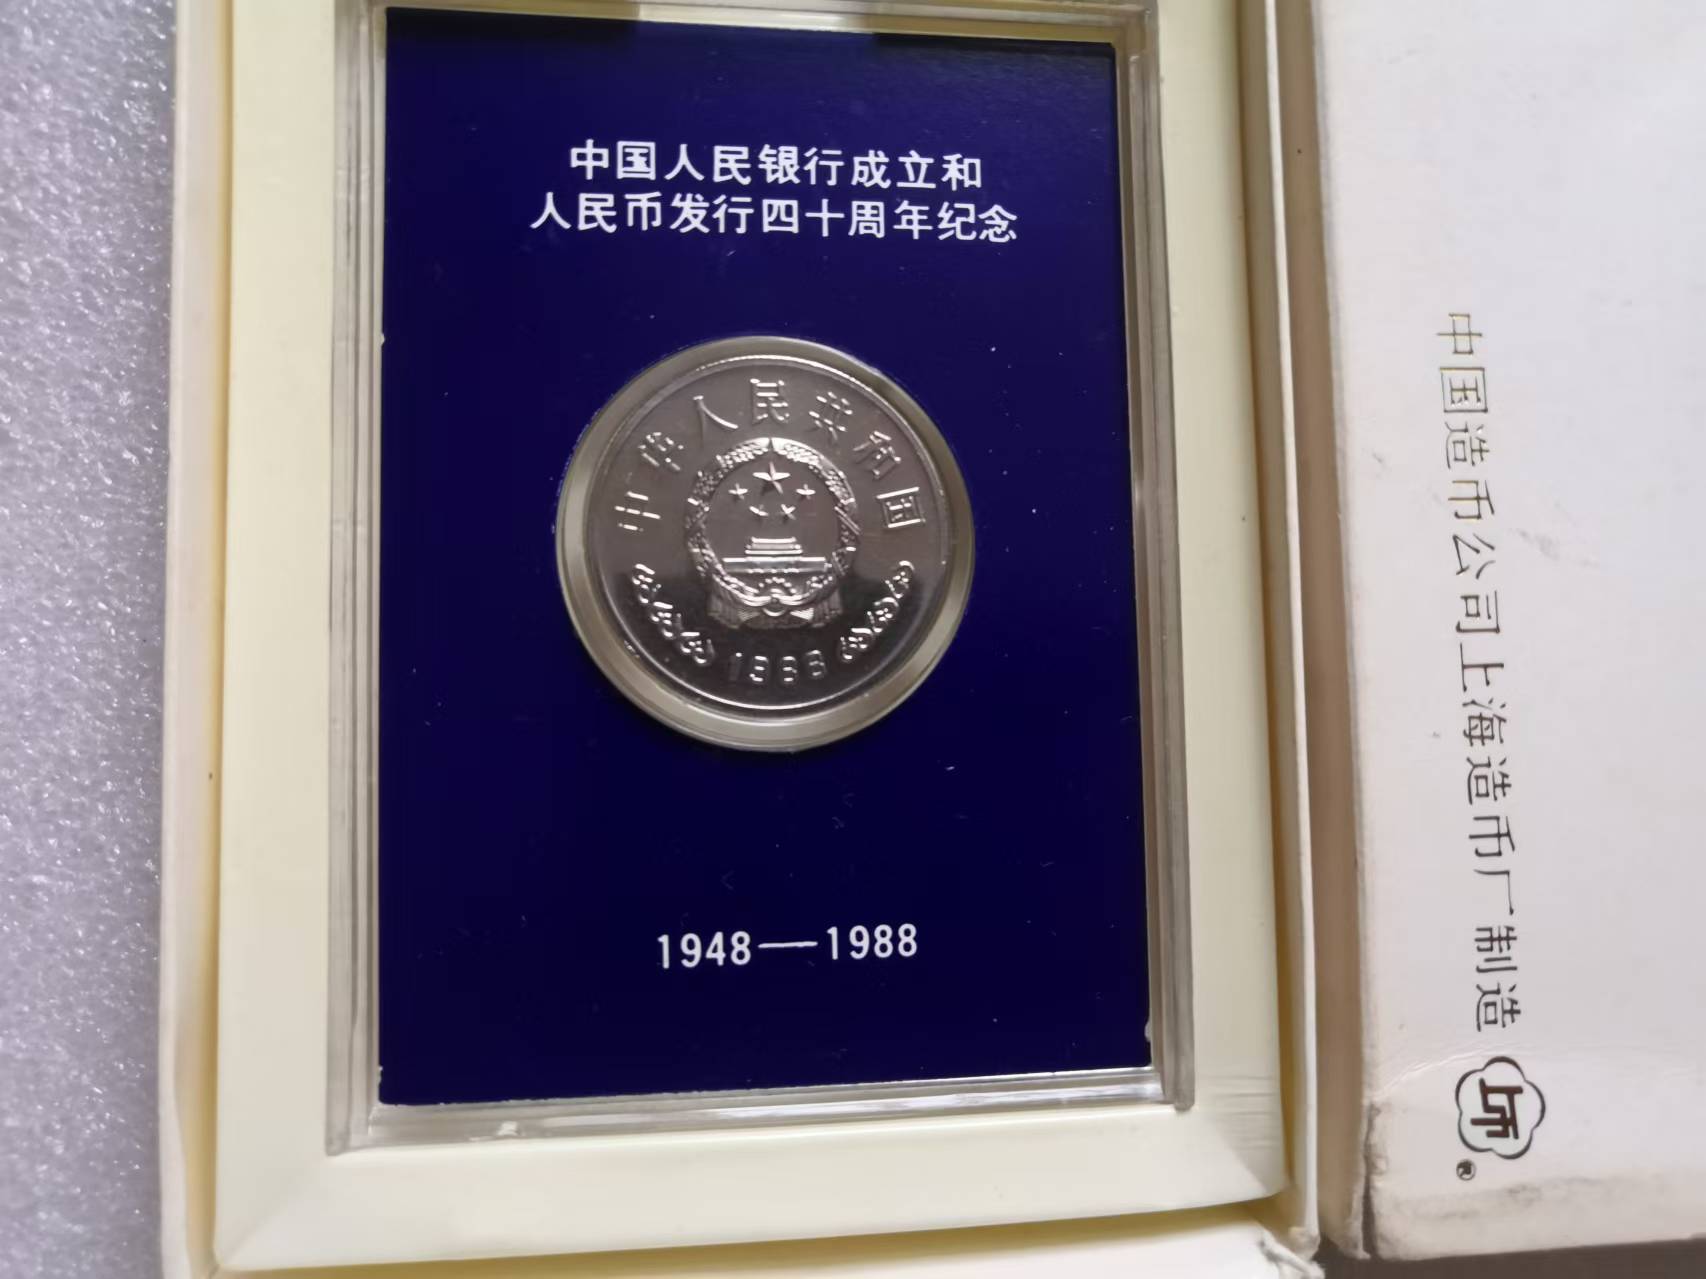 中国人民银行成立和
人民币发行四十周年纪念
中华人民共和国
1988
1948—1988
中国造币公司上海造币厂制造
上币
®